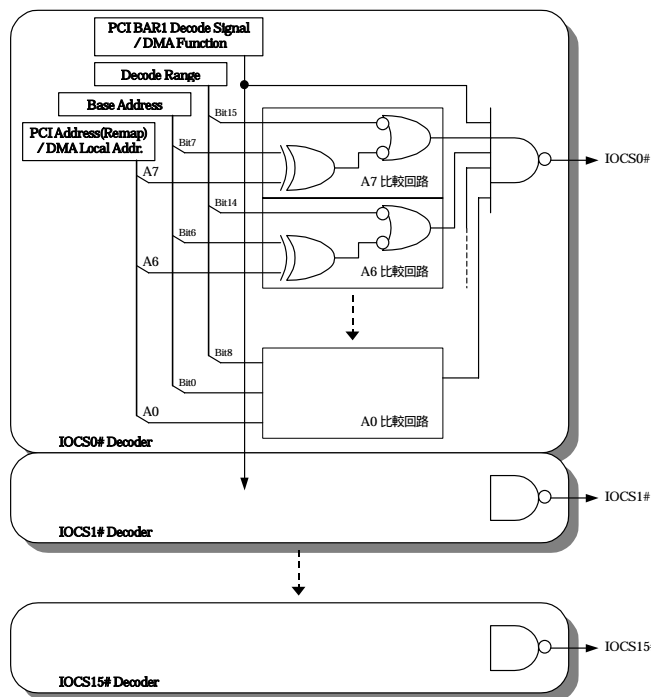 PCI BAR1 Decode Signal
/ DMA Function
Decode Range
Base Address
PCI Address(Remap)
/ DMA Local Addr.
Bit15
Bit7
A7
A7 比較回路
IOCS0#
Bit14
Bit6
A6
A6 比較回路
Bit8
Bit0
A0
A0 比較回路
IOCS0# Decoder
IOCS1#
IOCS1# Decoder
IOCS15
IOCS15# Decoder